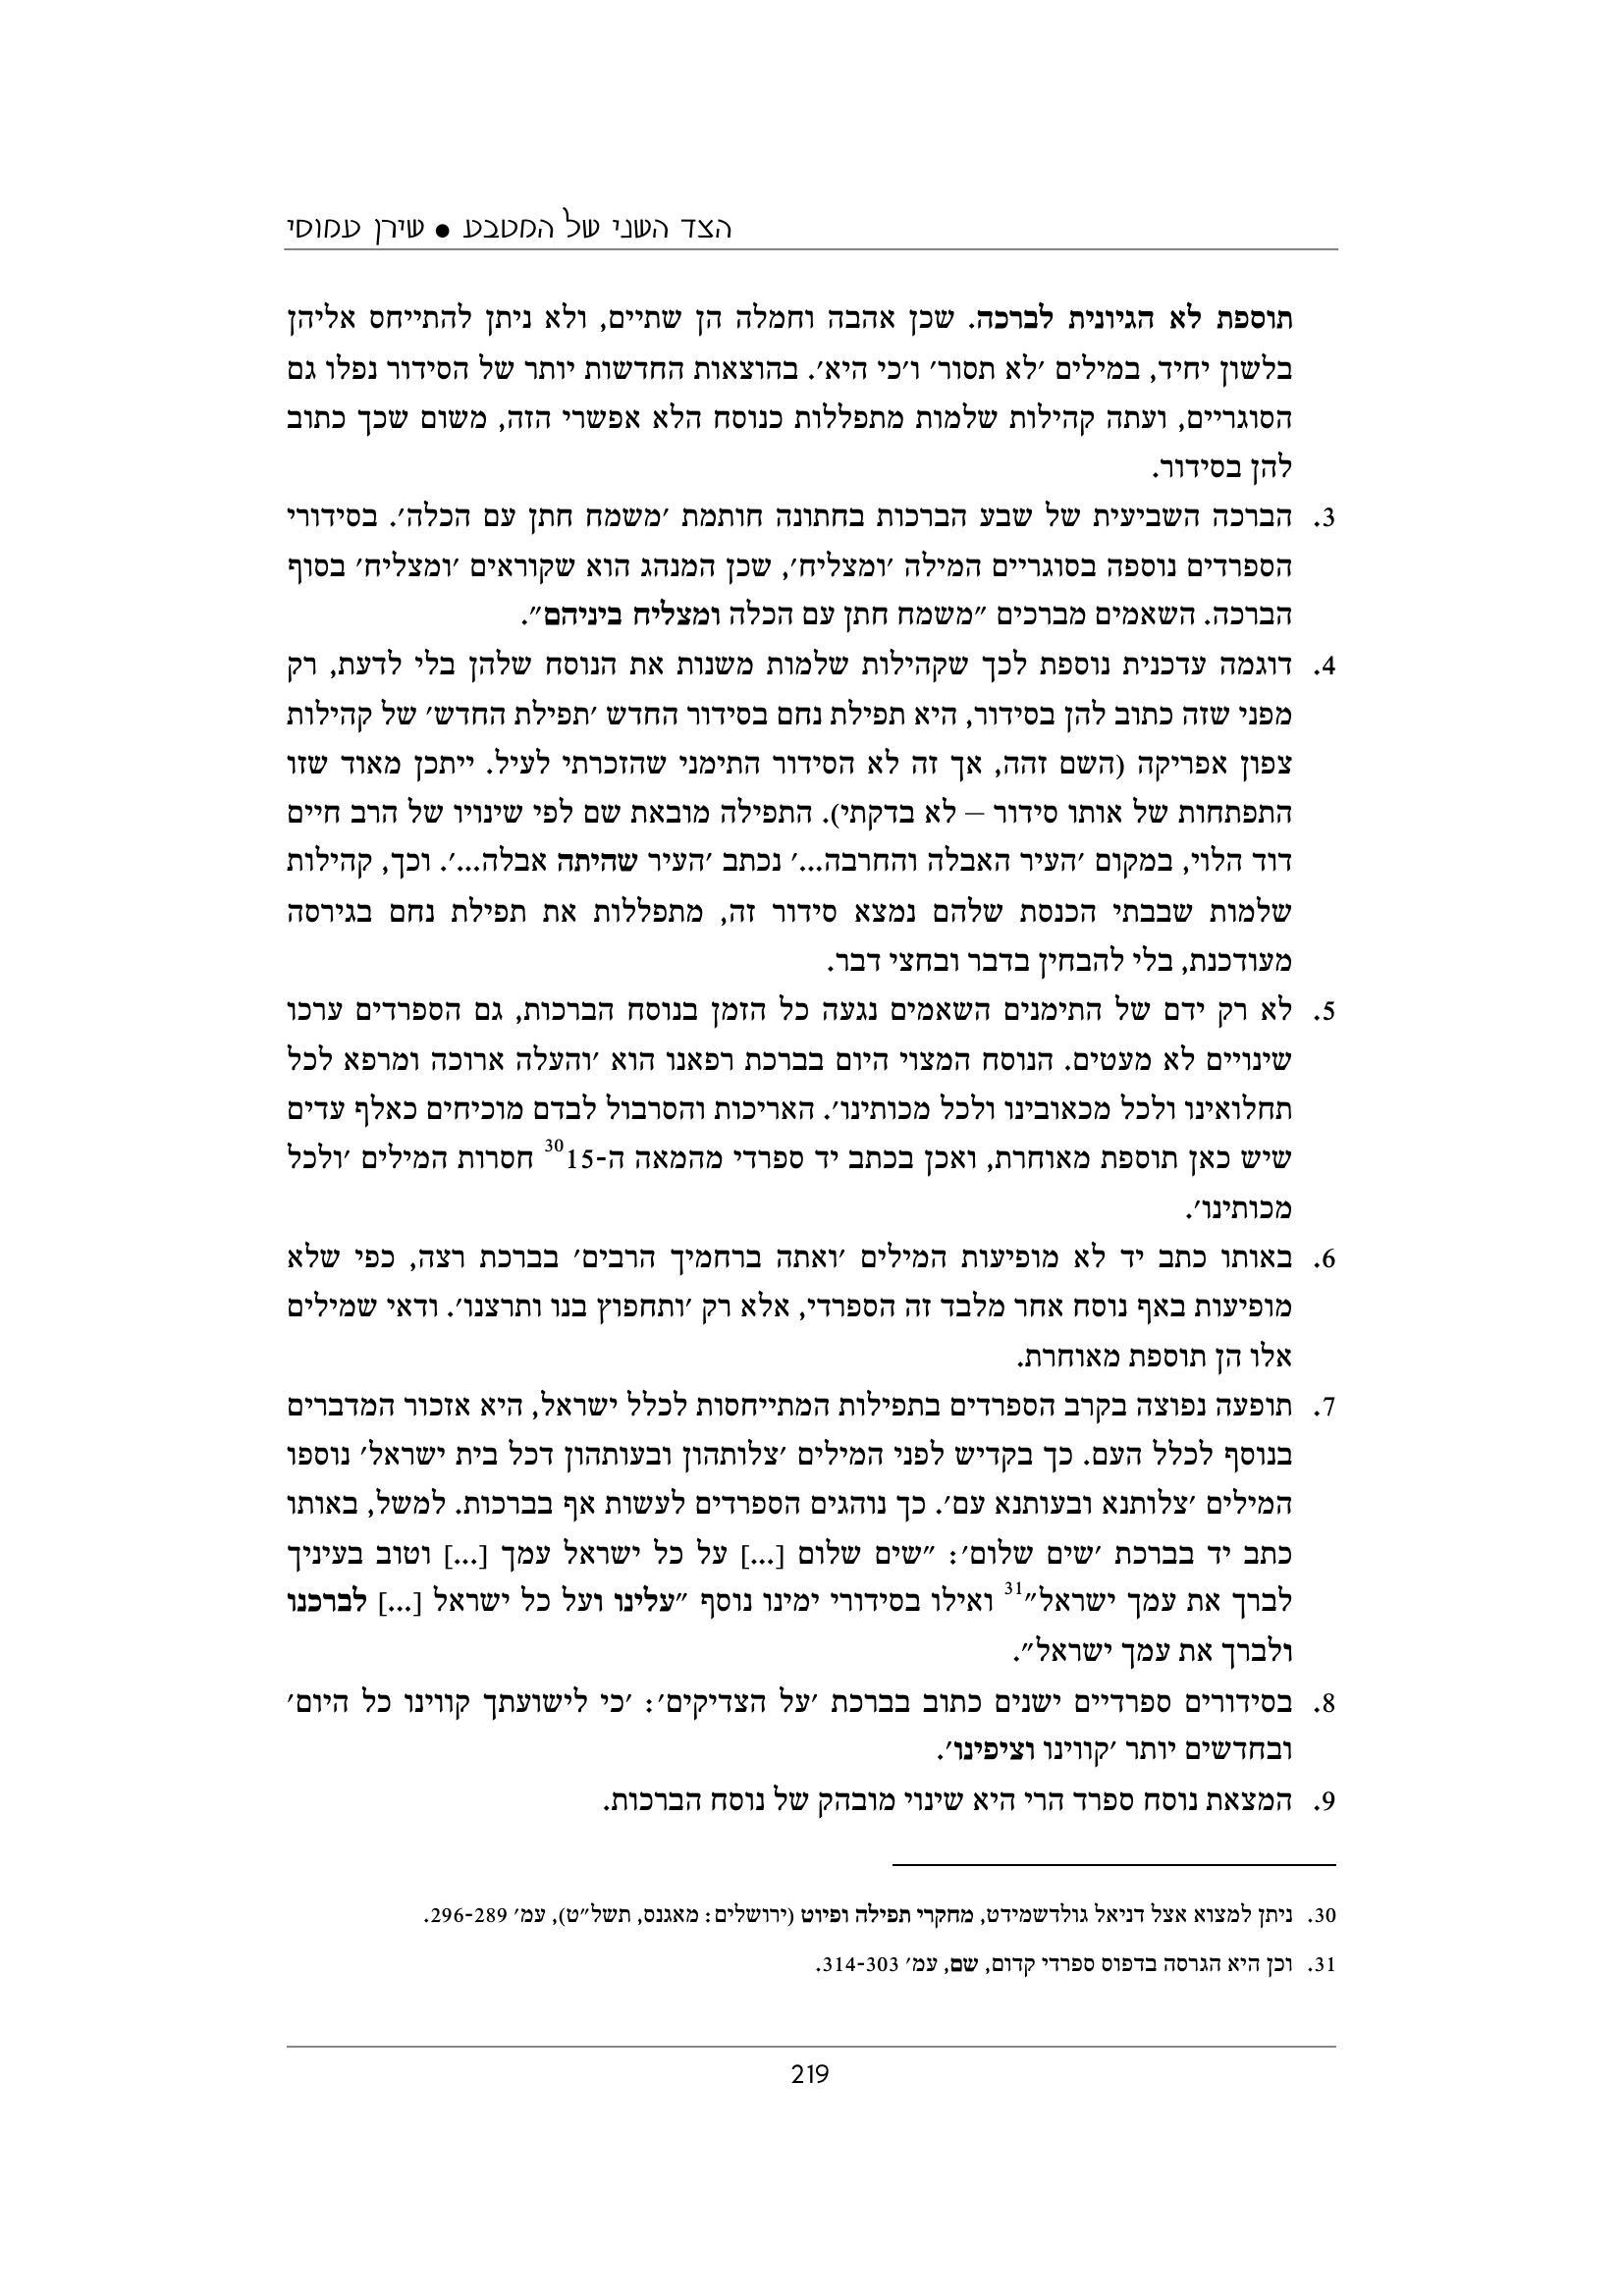 הצד השני של המטבע ● שירן עמוסי
תוספת לא הגיונית לברכה. שכן אהבה וחמלה הן שתיים, ולא ניתן להתייחס אליהן
בלשון יחיד, במילים ׳לא תסור׳ ו׳כי היא׳. בהוצאות החדשות יותר של הסידור נפלו גם
הסוגריים, ועתה קהילות שלמות מתפללות כנוסח הלא אפשרי הזה, משום שכך כתוב
להן בסידור.
3. הברכה השביעית של שבע הברכות בחתונה חותמת ׳משמח חתן עם הכלה׳. בסידורי
הספרדים נוספה בסוגריים המילה ׳ומצליח׳, שכן המנהג הוא שקוראים ׳ומצליח׳ בסוף
הברכה. השאמים מברכים ״משמח חתן עם הכלה ומצליח ביניהם״.
4. דוגמה עדכנית נוספת לכך שקהילות שלמות משנות את הנוסח שלהן בלי לדעת, רק
מפני שזה כתוב להן בסידור, היא תפילת נחם בסידור החדש ׳תפילת החדש׳ של קהילות
צפון אפריקה (השם זהה, אך זה לא הסידור התימני שהזכרתי לעיל. ייתכן מאוד שזו
התפתחות של אותו סידור – לא בדקתי). התפילה מובאת שם לפי שינויו של הרב חיים
דוד הלוי, במקום ׳העיר האבלה והחרבה...׳ נכתב ׳העיר שהיתה אבלה...׳. וכך, קהילות
שלמות שבבתי הכנסת שלהם נמצא סידור זה, מתפללות את תפילת נחם בגירסה
מעודכנת, בלי להבחין בדבר ובחצי דבר.
5. לא רק ידם של התימנים השאמים נגעה כל הזמן בנוסח הברכות, גם הספרדים ערכו
שינויים לא מעטים. הנוסח המצוי היום בברכת רפאנו הוא ׳והעלה ארוכה ומרפא לכל
תחלואינו ולכל מכאובינו ולכל מכותינו׳. האריכות והסרבול לבדם מוכיחים כאלף עדים
שיש כאן תוספת מאוחרת, ואכן בכתב יד ספרדי מהמאה ה-15³⁰ חסרות המילים ׳ולכל
מכותינו׳.
6. באותו כתב יד לא מופיעות המילים ׳ואתה ברחמיך הרבים׳ בברכת רצה, כפי שלא
מופיעות באף נוסח אחר מלבד זה הספרדי, אלא רק ׳ותחפוץ בנו ותרצנו׳. ודאי שמילים
אלו הן תוספת מאוחרת.
7. תופעה נפוצה בקרב הספרדים בתפילות המתייחסות לכלל ישראל, היא אזכור המדברים
בנוסף לכלל העם. כך בקדיש לפני המילים ׳צלותהון ובעותהון דכל בית ישראל׳ נוספו
המילים ׳צלותנא ובעותנא עם׳. כך נוהגים הספרדים לעשות אף בברכות. למשל, באותו
כתב יד בברכת ׳שים שלום׳: ״שים שלום [...] על כל ישראל עמך [...] וטוב בעיניך
לברך את עמך ישראל״³¹ ואילו בסידורי ימינו נוסף ״עלינו ועל כל ישראל [...] לברכנו
ולברך את עמך ישראל״.
8. בסידורים ספרדיים ישנים כתוב בברכת ׳על הצדיקים׳: ׳כי לישועתך קווינו כל היום׳
ובחדשים יותר ׳קווינו וציפינו׳.
9. המצאת נוסח ספרד הרי היא שינוי מובהק של נוסח הברכות.
30. ניתן למצוא אצל דניאל גולדשמידט, מחקרי תפילה ופיוט (ירושלים: מאגנס, תשל״ט), עמ׳ 296-289.
31. וכן היא הגרסה בדפוס ספרדי קדום, שם, עמ׳ 314-303.
219